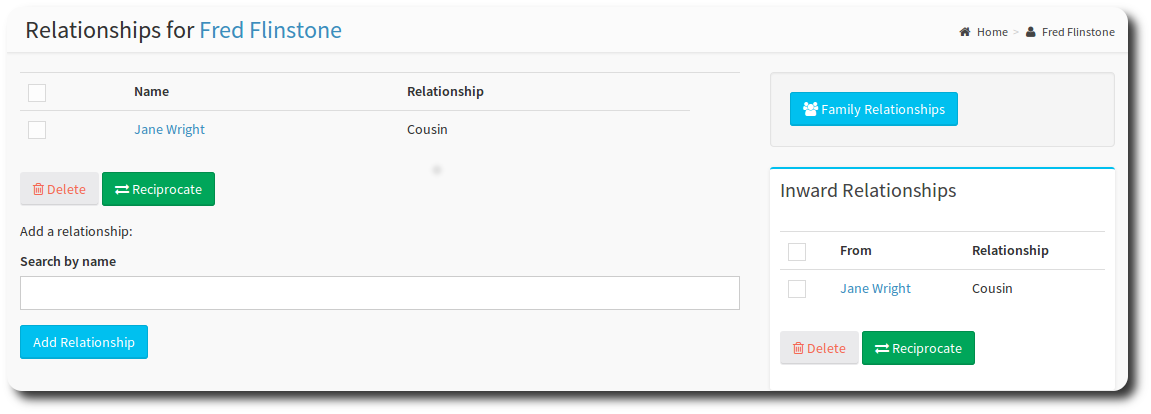 Relationships for Fred Flinstone
Home > Fred Flinstone
Name Relationship
Jane Wright Cousin
Delete Reciprocate
Add a relationship:
Search by name
Add Relationship
Family Relationships
Inward Relationships
From Relationship
Jane Wright Cousin
Delete Reciprocate